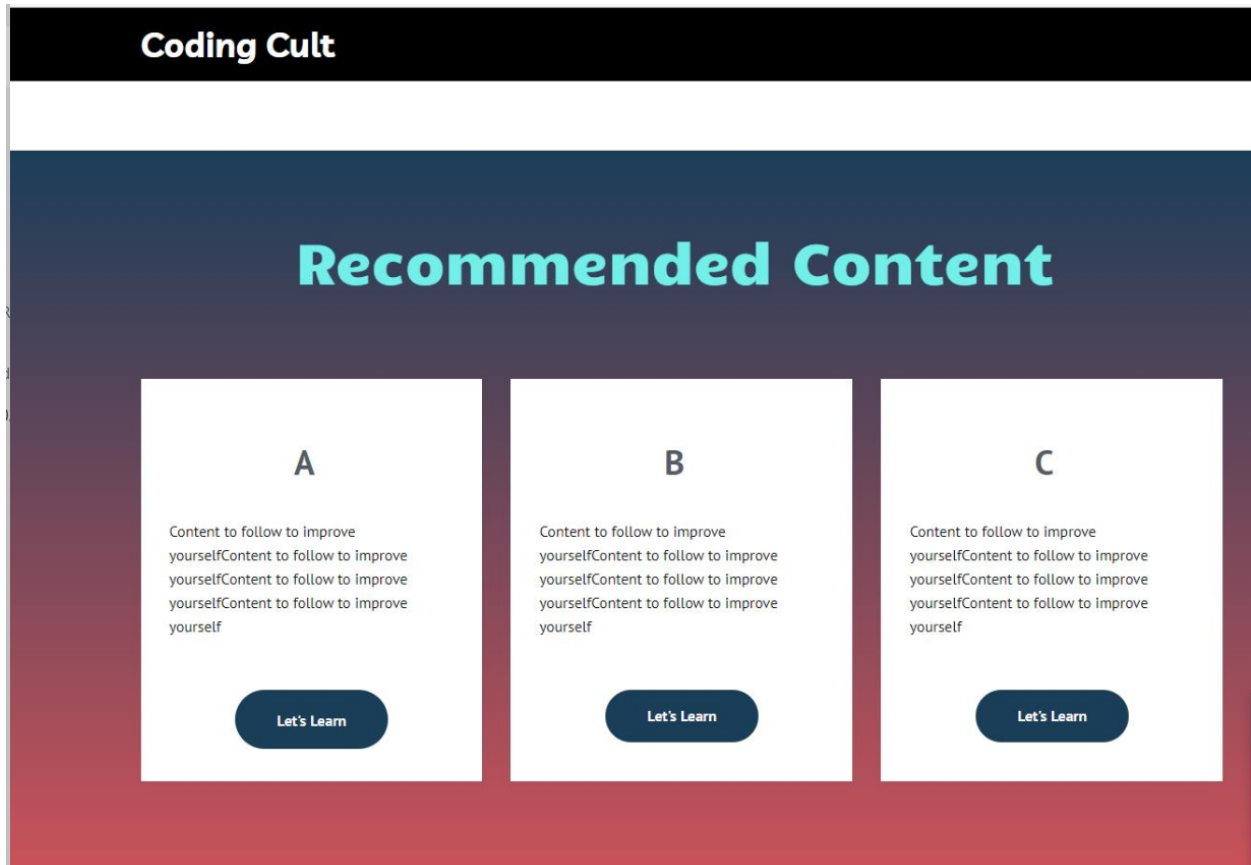 Coding Cult
Recommended Content
A
Content to follow to improve
yourselfContent to follow to improve
yourselfContent to follow to improve
yourselfContent to follow to improve
yourself
Let's Learn
B
Content to follow to improve
yourselfContent to follow to improve
yourselfContent to follow to improve
yourselfContent to follow to improve
yourself
Let's Learn
C
Content to follow to improve
yourselfContent to follow to improve
yourselfContent to follow to improve
yourselfContent to follow to improve
yourself
Let's Learn